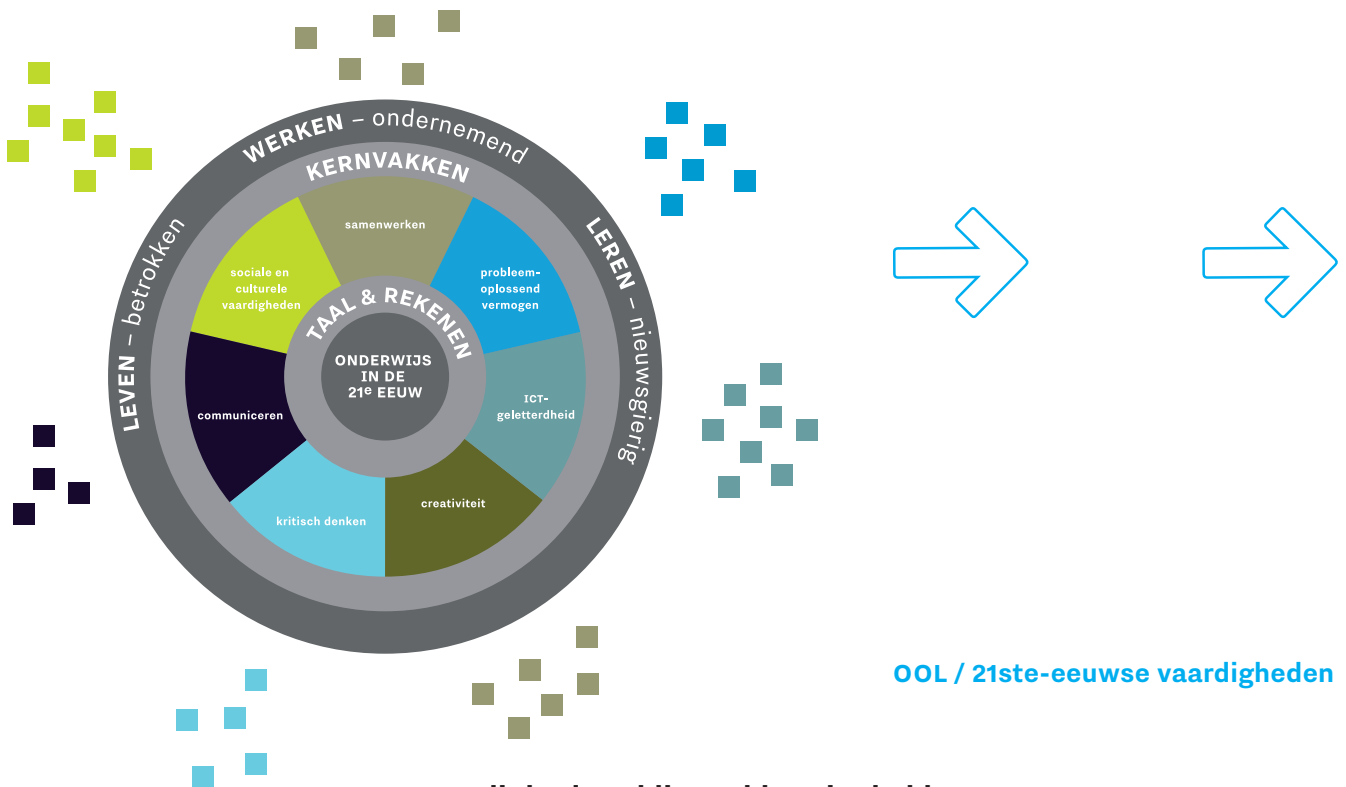 WERKEN – ondernemend
KERNVAKKEN
LEVEN – betrokken
LEREN – nieuwsgierig
samenwerken
sociale en
culturele
vaardigheden
probleem-
oplossend
vermogen
TAAL & REKENEN
ONDERWIJS
IN DE
21e EEUW
communiceren
ICT-
geletterdheid
creativiteit
kritisch denken
OOL / 21ste-eeuwse vaardigheden